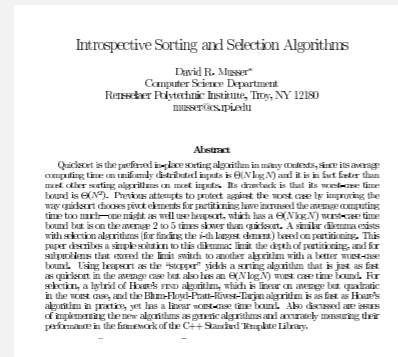 Introspective Sorting and Selection Algorithms
David R. Musser*
Computer Science Department
Rensselaer Polytechnic Institute, Troy, NY 12180
musser@cs.rpi.edu
Abstract
Quicksort is the preferred in-place sorting algorithm in many contexts, since its average
computing time on uniformly distributed inputs is Θ(N log N) and it is in fact faster than
most other sorting algorithms on most inputs. Its drawback is that its worst-case time
bound is Θ(N²). Previous attempts to protect against the worst case by improving the
way quicksort chooses pivot elements for partitioning have increased the average computing
time too much—one might as well use heapsort, which has a Θ(N log N) worst-case time
bound but is on the average 2 to 5 times slower than quicksort. A similar dilemma exists
with selection algorithms (for finding the i-th largest element) based on partitioning. This
paper describes a simple solution to this dilemma: limit the depth of partitioning, and for
subproblems that exceed the limit switch to another algorithm with a better worst-case
bound. Using heapsort as the “stopper” yields a sorting algorithm that is just as fast
as quicksort in the average case but also has an Θ(N log N) worst case time bound. For
selection, a hybrid of Hoare's FIND algorithm, which is linear on average but quadratic
in the worst case, and the Blum-Floyd-Pratt-Rivest-Tarjan algorithm is as fast as Hoare's
algorithm in practice, yet has a linear worst-case time bound. Also discussed are issues
of implementing the new algorithms as generic algorithms and accurately measuring their
performance in the framework of the C++ Standard Template Library.